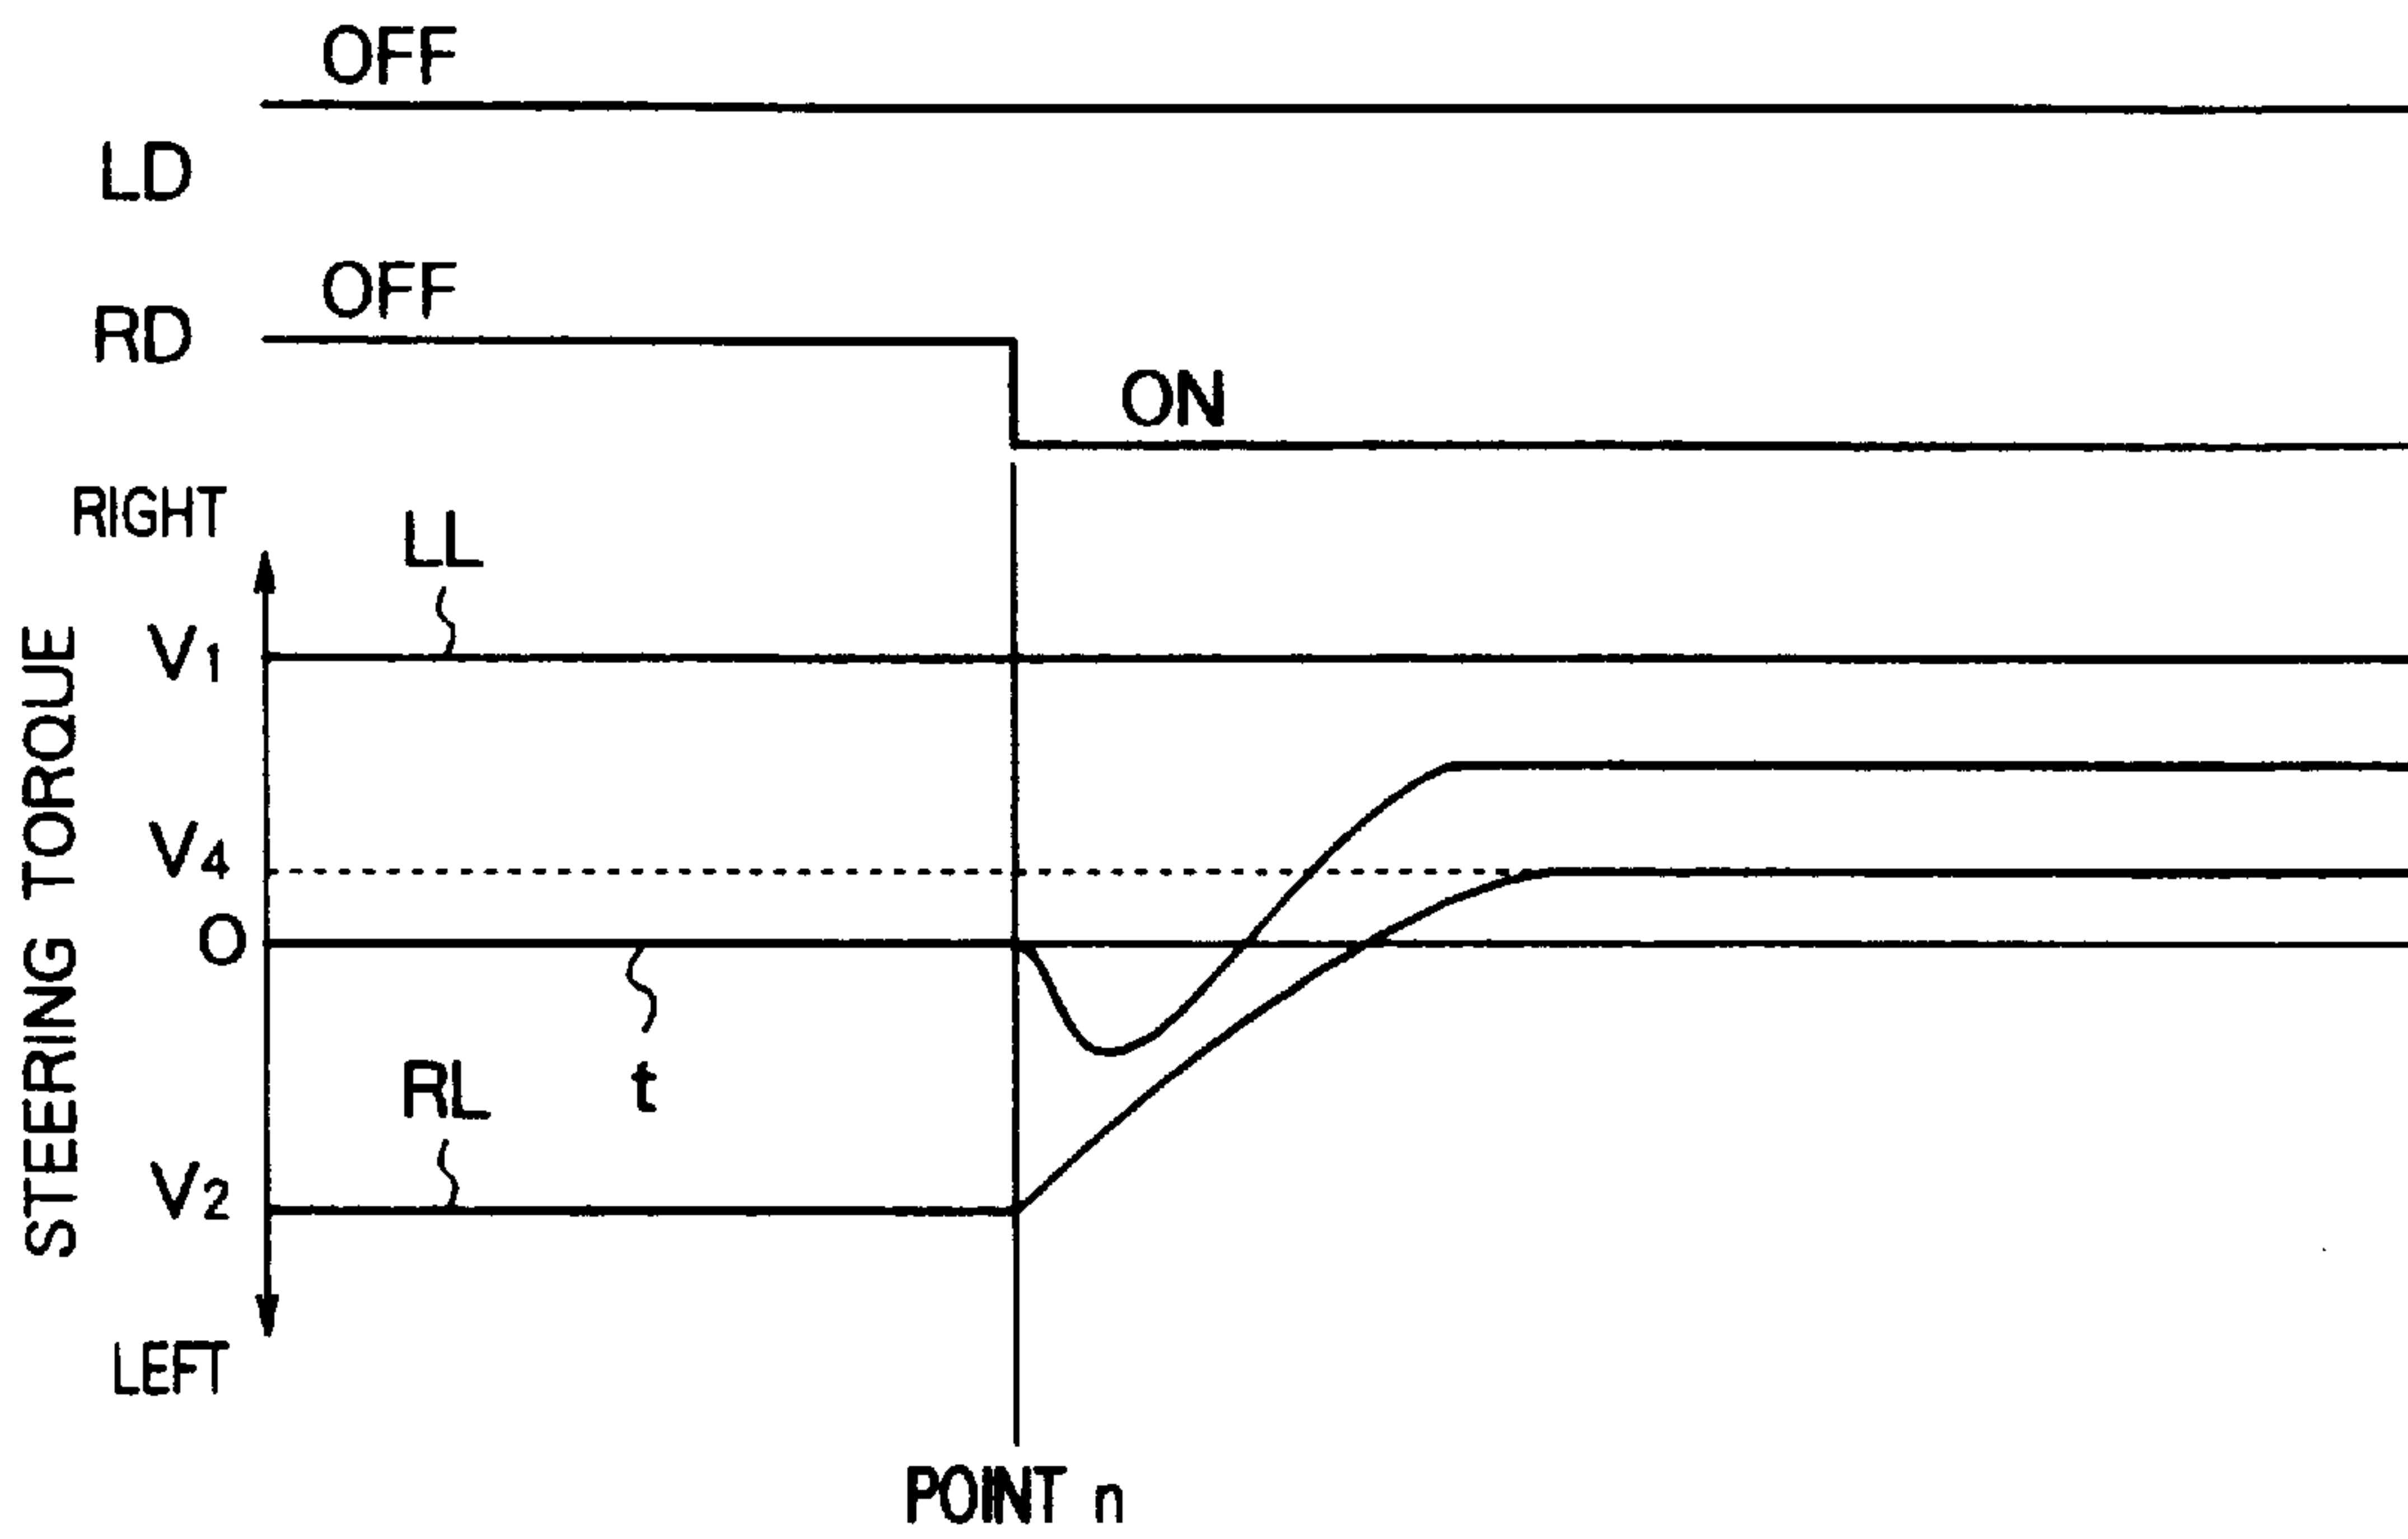 OFF
LD
OFF
RD
ON
RIGHT
LL
V1
V4
O
STEERING TORQUE
t
RL
V2
LEFT
POINT n